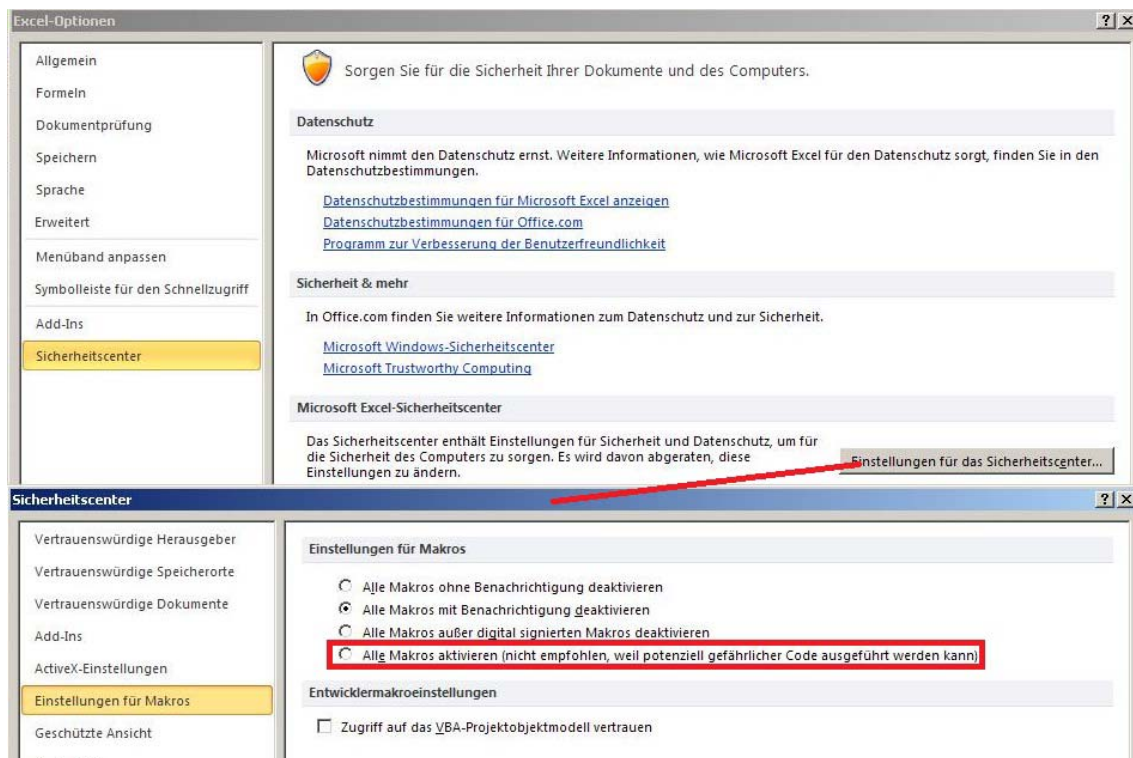 Excel-Optionen
Allgemein
Formeln
Dokumentprüfung
Speichern
Sprache
Erweitert
Menüband anpassen
Symbolleiste für den Schnellzugriff
Add-Ins
Sicherheitscenter
Sorgen Sie für die Sicherheit Ihrer Dokumente und des Computers.
Datenschutz
Microsoft nimmt den Datenschutz ernst. Weitere Informationen, wie Microsoft Excel für den Datenschutz sorgt, finden Sie in den
Datenschutzbestimmungen.
Datenschutzbestimmungen für Microsoft Excel anzeigen
Datenschutzbestimmungen für Office.com
Programm zur Verbesserung der Benutzerfreundlichkeit
Sicherheit & mehr
In Office.com finden Sie weitere Informationen zum Datenschutz und zur Sicherheit.
Microsoft Windows-Sicherheitscenter
Microsoft Trustworthy Computing
Microsoft Excel-Sicherheitscenter
Das Sicherheitscenter enthält Einstellungen für Sicherheit und Datenschutz, um für
die Sicherheit des Computers zu sorgen. Es wird davon abgeraten, diese
Einstellungen zu ändern.
Einstellungen für das Sicherheitscenter...
Sicherheitscenter
Vertrauenswürdige Herausgeber
Vertrauenswürdige Speicherorte
Vertrauenswürdige Dokumente
Add-Ins
ActiveX-Einstellungen
Einstellungen für Makros
Geschützte Ansicht
Einstellungen für Makros
Alle Makros ohne Benachrichtigung deaktivieren
Alle Makros mit Benachrichtigung deaktivieren
Alle Makros außer digital signierten Makros deaktivieren
Alle Makros aktivieren (nicht empfohlen, weil potenziell gefährlicher Code ausgeführt werden kann)
Entwicklermakroeinstellungen
Zugriff auf das VBA-Projektobjektmodell vertrauen